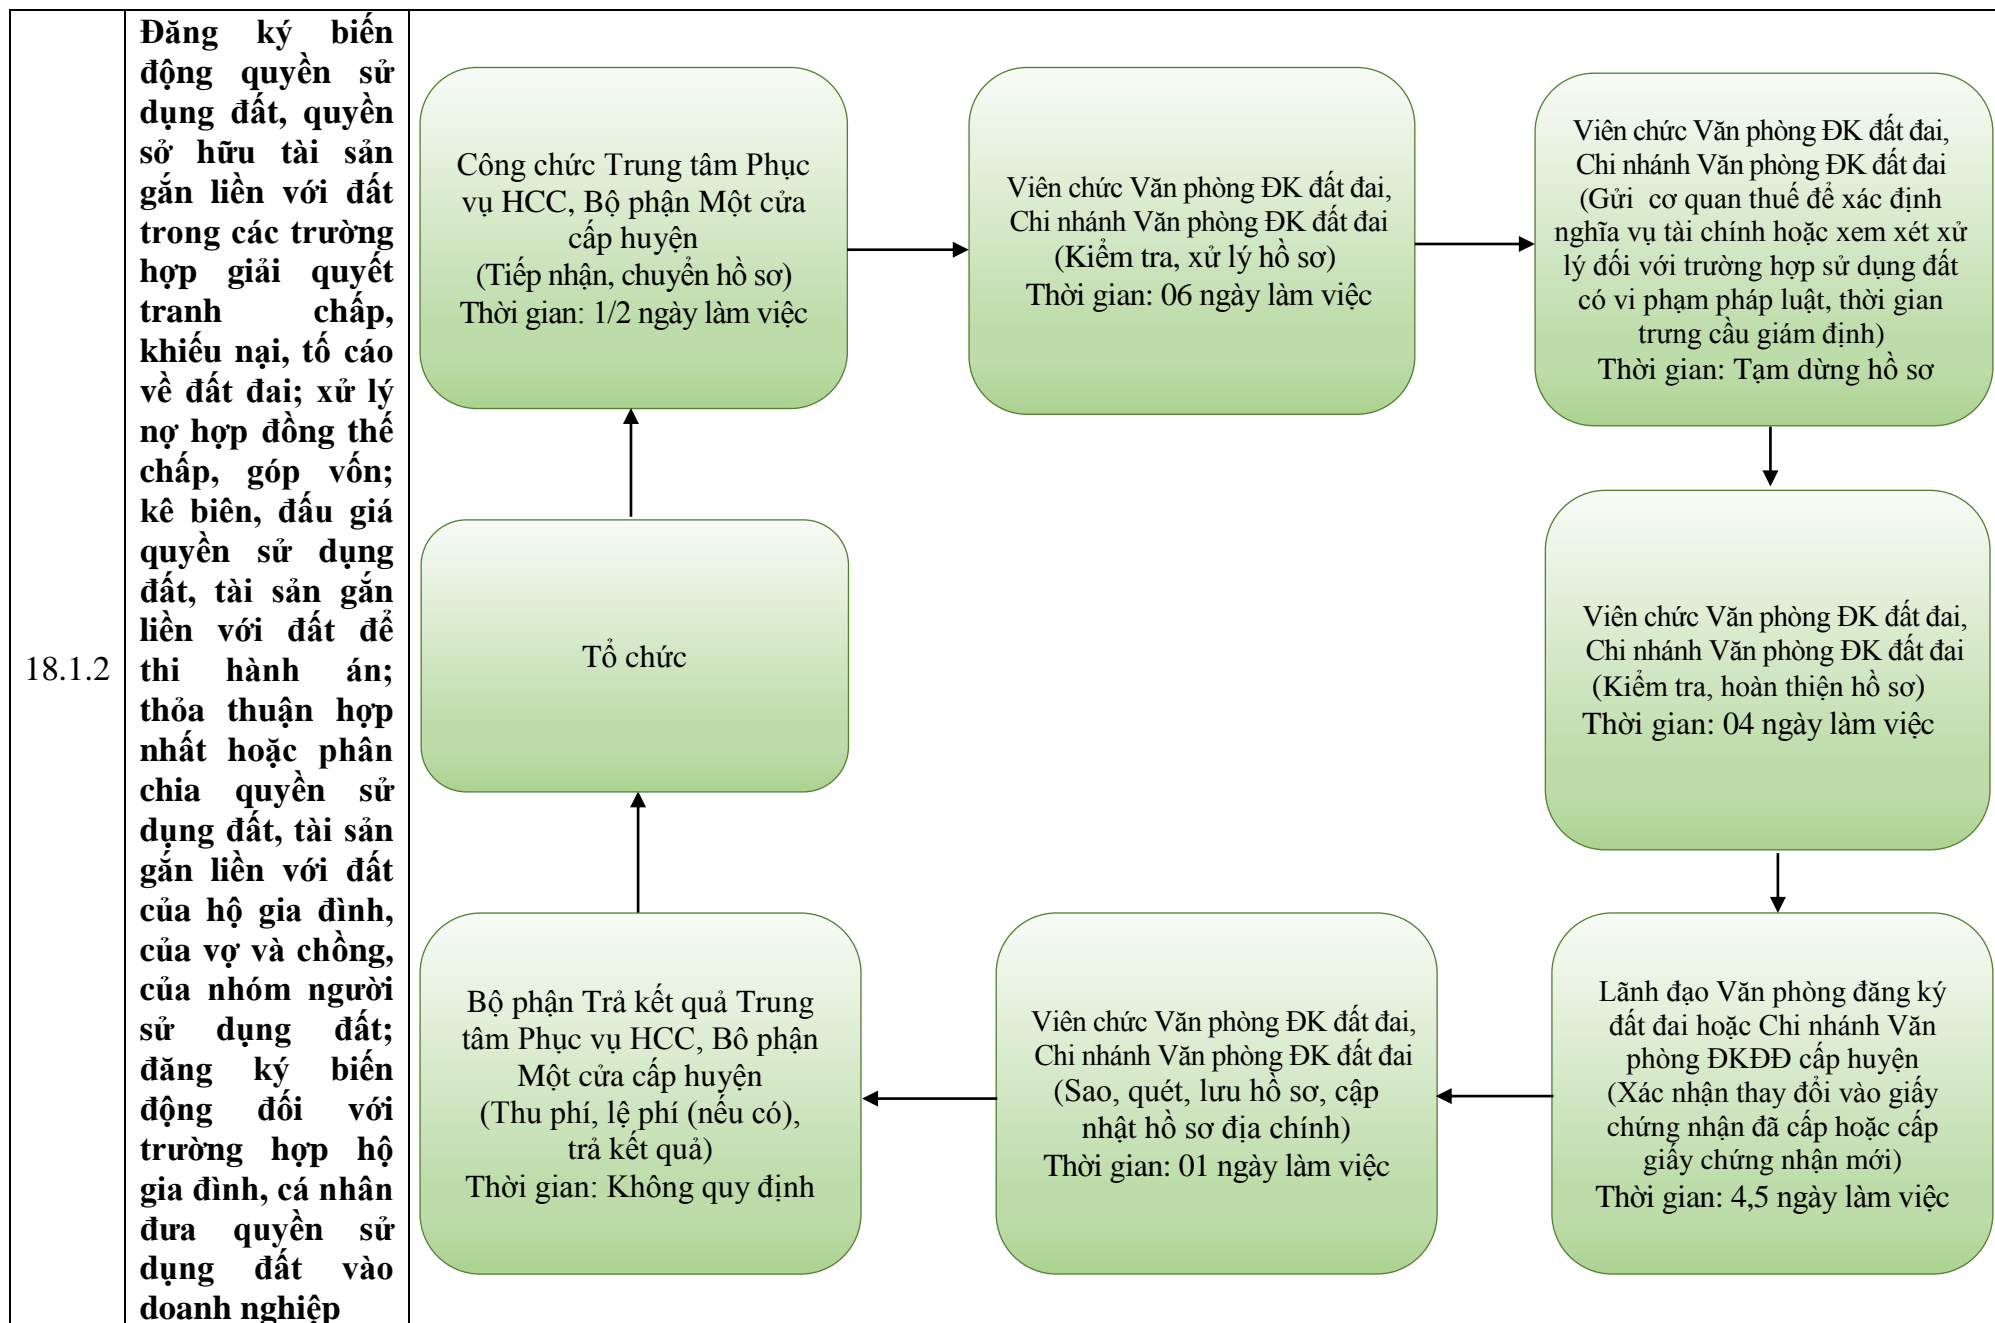 18.1.2
Đăng ký biến
động quyền sử
dụng đất, quyền
sở hữu tài sản
gắn liền với đất
trong các trường
hợp giải quyết
tranh chấp,
khiếu nại, tố cáo
về đất đai; xử lý
nợ hợp đồng thế
chấp, góp vốn;
kê biên, đấu giá
quyền sử dụng
đất, tài sản gắn
liền với đất để
thi hành án;
thỏa thuận hợp
nhất hoặc phân
chia quyền sử
dụng đất, tài sản
gắn liền với đất
của hộ gia đình,
của vợ và chồng,
của nhóm người
sử dụng đất;
đăng ký biến
động đối với
trường hợp hộ
gia đình, cá nhân
đưa quyền sử
dụng đất vào
doanh nghiệp
Công chức Trung tâm Phục
vụ HCC, Bộ phận Một cửa
cấp huyện
(Tiếp nhận, chuyển hồ sơ)
Thời gian: 1/2 ngày làm việc
Viên chức Văn phòng ĐK đất đai,
Chi nhánh Văn phòng ĐK đất đai
(Kiểm tra, xử lý hồ sơ)
Thời gian: 06 ngày làm việc
Viên chức Văn phòng ĐK đất đai,
Chi nhánh Văn phòng ĐK đất đai
(Gửi cơ quan thuế để xác định
nghĩa vụ tài chính hoặc xem xét xử
lý đối với trường hợp sử dụng đất
có vi phạm pháp luật, thời gian
trưng cầu giám định)
Thời gian: Tạm dừng hồ sơ
Tổ chức
Viên chức Văn phòng ĐK đất đai,
Chi nhánh Văn phòng ĐK đất đai
(Kiểm tra, hoàn thiện hồ sơ)
Thời gian: 04 ngày làm việc
Bộ phận Trả kết quả Trung
tâm Phục vụ HCC, Bô phận
Một cửa cấp huyện
(Thu phí, lệ phí (nếu có),
trả kết quả)
Thời gian: Không quy định
Viên chức Văn phòng ĐK đất đai,
Chi nhánh Văn phòng ĐK đất đai
(Sao, quét, lưu hồ sơ, cập
nhật hồ sơ địa chính)
Thời gian: 01 ngày làm việc
Lãnh đạo Văn phòng đăng ký
đất đai hoặc Chi nhánh Văn
phòng ĐKĐĐ cấp huyện
(Xác nhận thay đổi vào giấy
chứng nhận đã cấp hoặc cấp
giấy chứng nhận mới)
Thời gian: 4,5 ngày làm việc